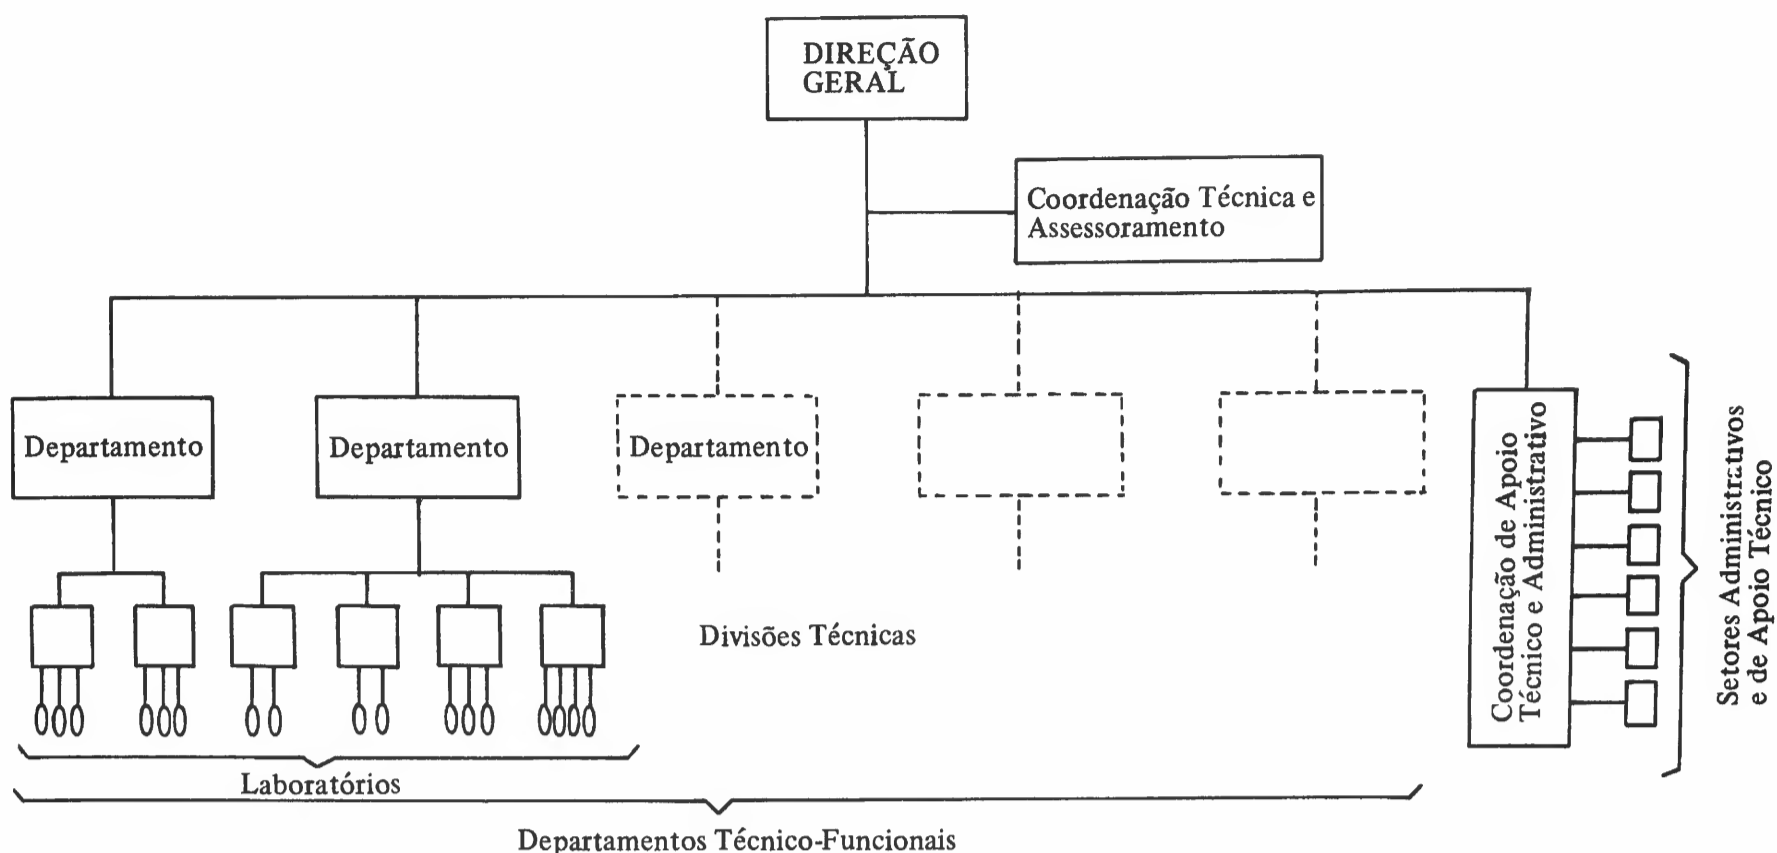 DIREÇÃO
GERAL
Coordenação Técnica e
Assessoramento
Departamento
Departamento
Departamento
Coordenação de Apoio
Técnico e Administrativo
Setores Administrativos
e de Apoio Técnico
Divisões Técnicas
Laboratórios
Departamentos Técnico-Funcionais